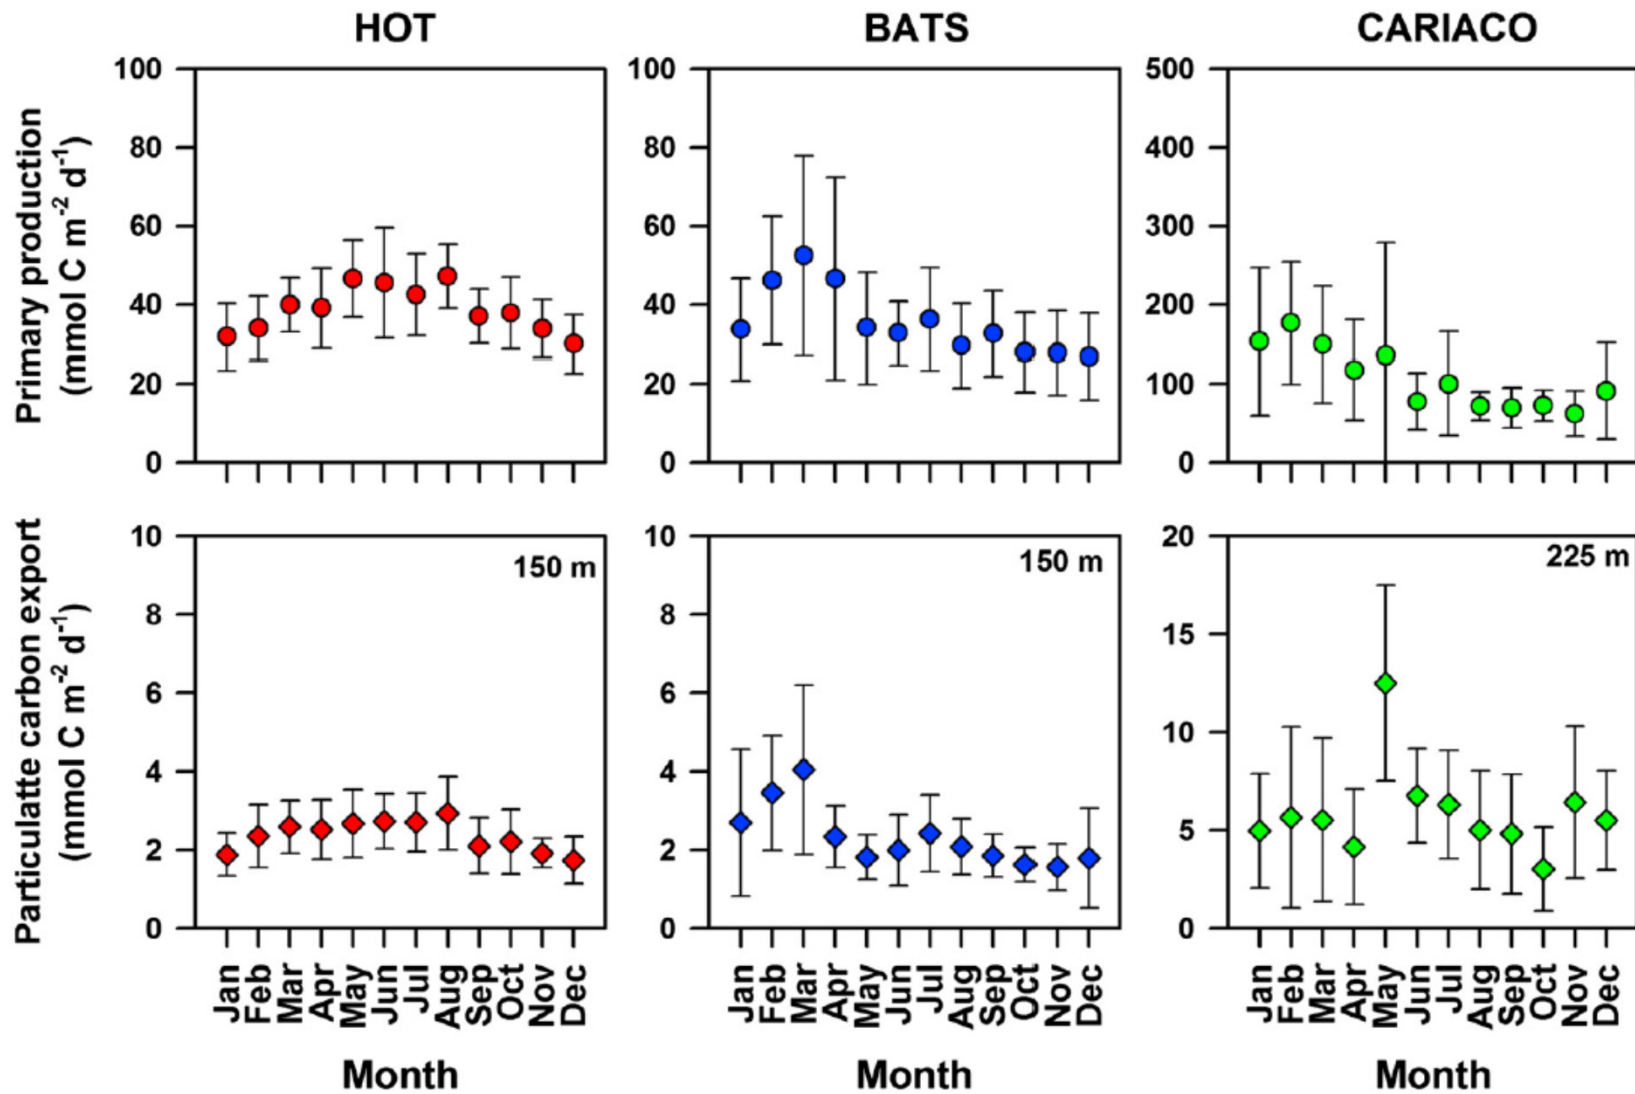 HOT BATS CARIACO
Primary production
(mmol C m-2 d-1)
100
80
60
40
20
0
100
80
60
40
20
0
500
400
300
200
100
0
Particulatte carbon export
(mmol C m-2 d-1)
10
8
6
4
2
0
150 m
10
8
6
4
2
0
150 m
20
15
10
5
0
225 m
Jan
Feb
Mar
Apr
May
Jun
Jul
Aug
Sep
Oct
Nov
Dec
Jan
Feb
Mar
Apr
May
Jun
Jul
Aug
Sep
Oct
Nov
Dec
Jan
Feb
Mar
Apr
May
Jun
Jul
Aug
Sep
Oct
Nov
Dec
Month Month Month